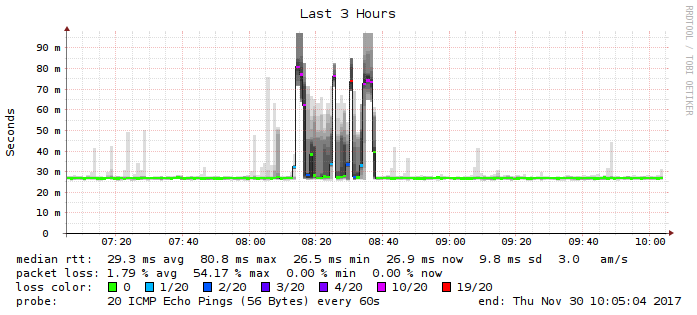 Last 3 Hours
RRDTOOL / TOBI OETIKER
Seconds
90 m
80 m
70 m
60 m
50 m
40 m
30 m
20 m
10 m
0
07:20 07:40 08:00 08:20 08:40 09:00 09:20 09:40 10:00
median rtt: 29.3 ms avg 80.8 ms max 26.5 ms min 26.9 ms now 9.8 ms sd 3.0 am/s
packet loss: 1.79 % avg 54.17 % max 0.00 % min 0.00 % now
loss color: 0 1/20 2/20 3/20 4/20 10/20 19/20
probe: 20 ICMP Echo Pings (56 Bytes) every 60s end: Thu Nov 30 10:05:04 2017